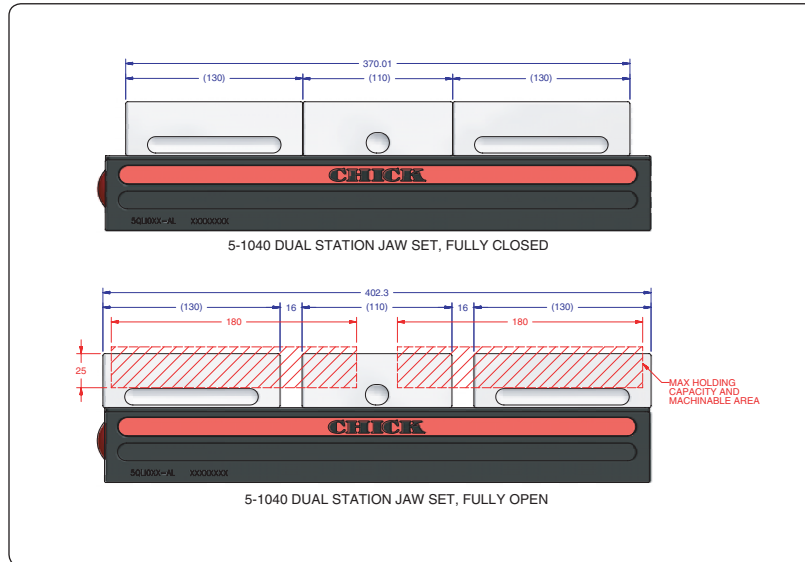 370.01
(130) (110) (130)
CHICK
5QL10XX-AL XXXXXXXX
5-1040 DUAL STATION JAW SET, FULLY CLOSED
402.3
(130) 16 (110) 16 (130)
180 180
25
MAX HOLDING
CAPACITY AND
MACHINABLE AREA
CHICK
5QL10XX-AL XXXXXXXX
5-1040 DUAL STATION JAW SET, FULLY OPEN